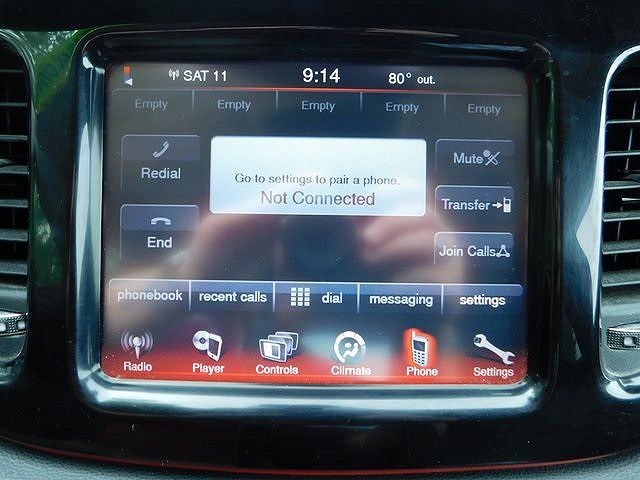 SAT 11 9:14 80° out.
Empty Empty Empty Empty Empty
Redial
Go to settings to pair a phone.
Not Connected
Mute
Transfer
End
Join Calls
phonebook recent calls dial messaging settings
Radio Player Controls Climate Phone Settings